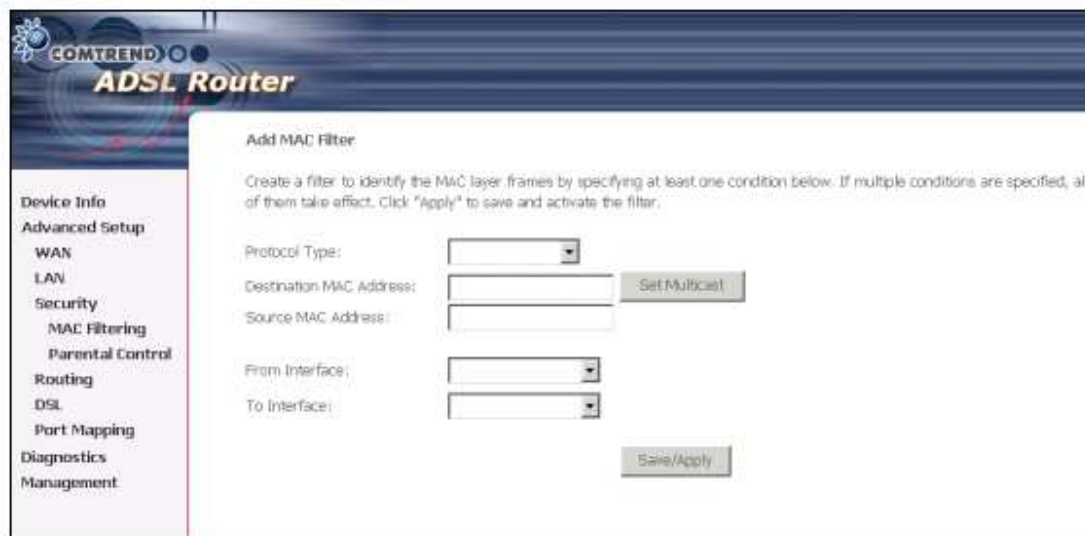 COMTREND
ADSL Router
Device Info
Advanced Setup
WAN
LAN
Security
MAC Filtering
Parental Control
Routing
DSL
Port Mapping
Diagnostics
Management
Add MAC Filter
Create a filter to identify the MAC layer frames by specifying at least one condition below. If multiple conditions are specified, al
of them take effect. Click "Apply" to save and activate the filter.
Protocol Type:
Destination MAC Address: Set Multicast
Source MAC Address:
From Interface:
To Interface:
Save/Apply